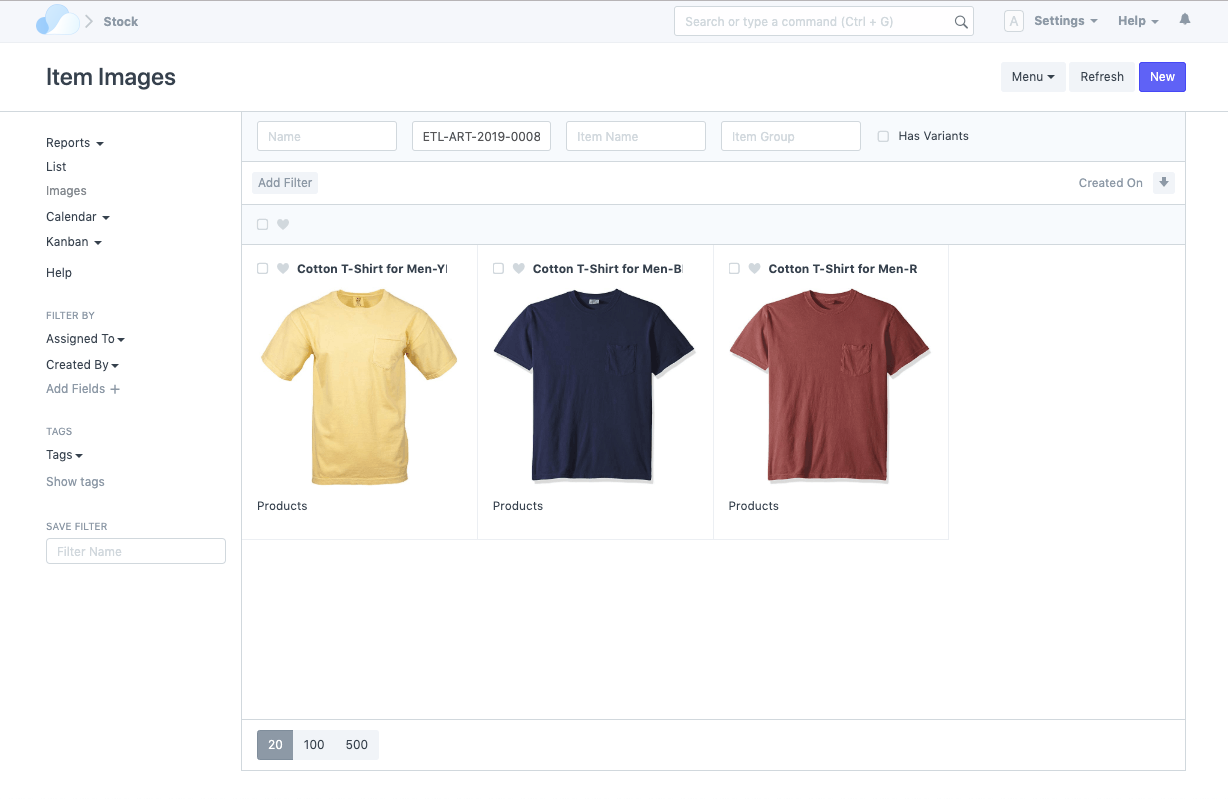 Stock
Search or type a command (Ctrl + G)
A
Settings
Help
Item Images
Menu
Refresh
New
Reports
List
Images
Calendar
Kanban
Help
FILTER BY
Assigned To
Created By
Add Fields +
TAGS
Tags
Show tags
SAVE FILTER
Filter Name
Name
ETL-ART-2019-0008
Item Name
Item Group
Has Variants
Add Filter
Created On
Cotton T-Shirt for Men-Y
Products
Cotton T-Shirt for Men-B
Products
Cotton T-Shirt for Men-R
Products
20
100
500